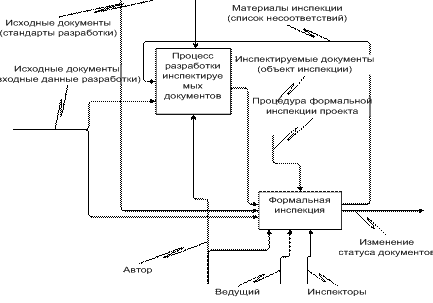 Исходные документы
(стандарты разработки)
Материалы инспекции
(список несоответствий)
Исходные документы
входные данные разработки)
Процесс
разработки
инспектируе
мых
документов
Инспектируемые документы
(объект инспекции)
Процедура формальной
инспекции проекта
Формальная
инспекция
Изменение
статуса документов
Автор
Ведущий
Инспекторы